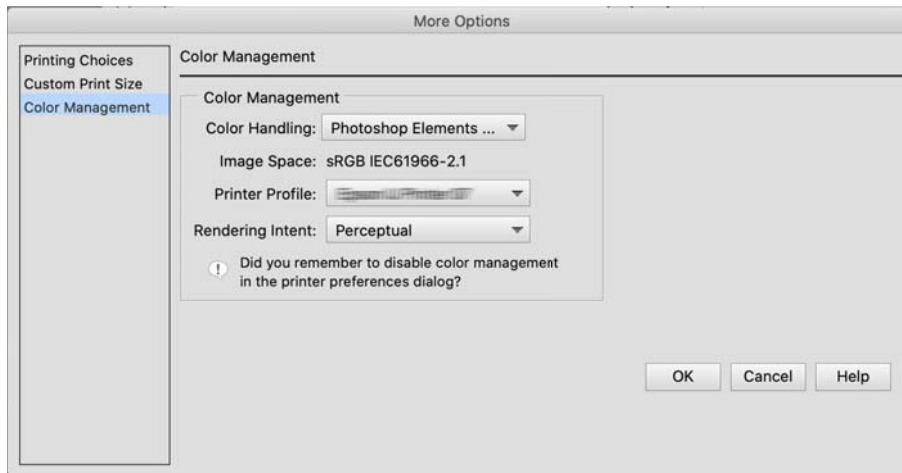 More Options
Printing Choices
Custom Print Size
Color Management
Color Management
Color Management
Color Handling: Photoshop Elements ...
Image Space: sRGB IEC61966-2.1
Printer Profile:
Rendering Intent: Perceptual
! Did you remember to disable color management
in the printer preferences dialog?
OK Cancel Help